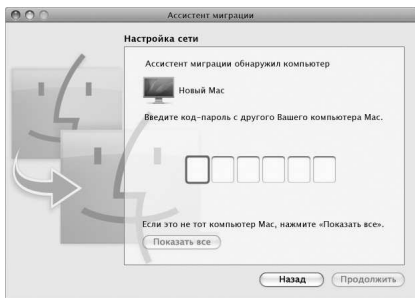 Ассистент миграции
Настройка сети
Ассистент миграции обнаружил компьютер
Новый Mac
Введите код-пароль с другого Вашего компьютера Mac.
Если это не тот компьютер Mac, нажмите «Показать все».
Показать все
Назад Продолжить